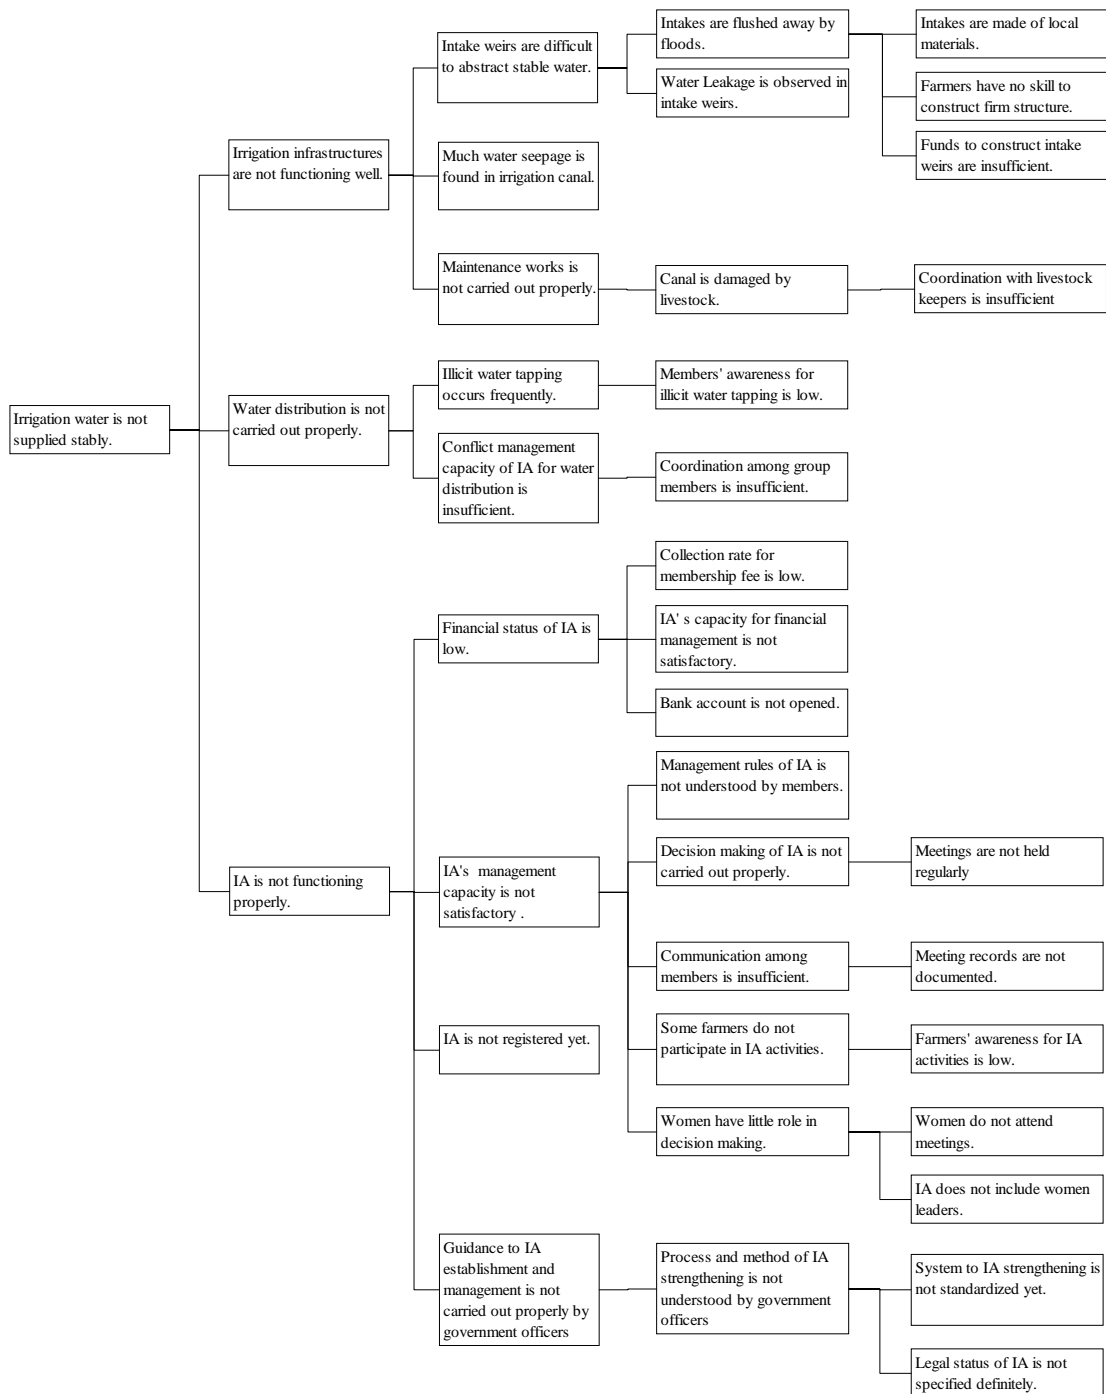 Intake weirs are difficult
to abstract stable water.
Intakes are flushed away by
floods.
Intakes are made of local
materials.
Water Leakage is observed in
intake weirs.
Farmers have no skill to
construct firm structure.
Funds to construct intake
weirs are insufficient.
Irrigation infrastructures
are not functioning well.
Much water seepage is
found in irrigation canal.
Maintenance works is
not carried out properly.
Canal is damaged by
livestock.
Coordination with livestock
keepers is insufficient
Irrigation water is not
supplied stably.
Water distribution is not
carried out properly.
Illicit water tapping
occurs frequently.
Members' awareness for
illicit water tapping is low.
Conflict management
capacity of IA for water
distribution is
insufficient.
Coordination among group
members is insufficient.
Financial status of IA is
low.
Collection rate for
membership fee is low.
IA' s capacity for financial
management is not
satisfactory.
Bank account is not opened.
IA is not functioning
properly.
IA's  management
capacity is not
satisfactory .
Management rules of IA is
not understood by members.
Decision making of IA is not
carried out properly.
Meetings are not held
regularly
Communication among
members is insufficient.
Meeting records are not
documented.
IA is not registered yet.
Some farmers do not
participate in IA activities.
Farmers' awareness for IA
activities is low.
Women have little role in
decision making.
Women do not attend
meetings.
IA does not include women
leaders.
Guidance to IA
establishment and
management is not
carried out properly by
government officers
Process and method of IA
strengthening is not
understood by government
officers
System to IA strengthening is
not standardized yet.
Legal status of IA is not
specified definitely.